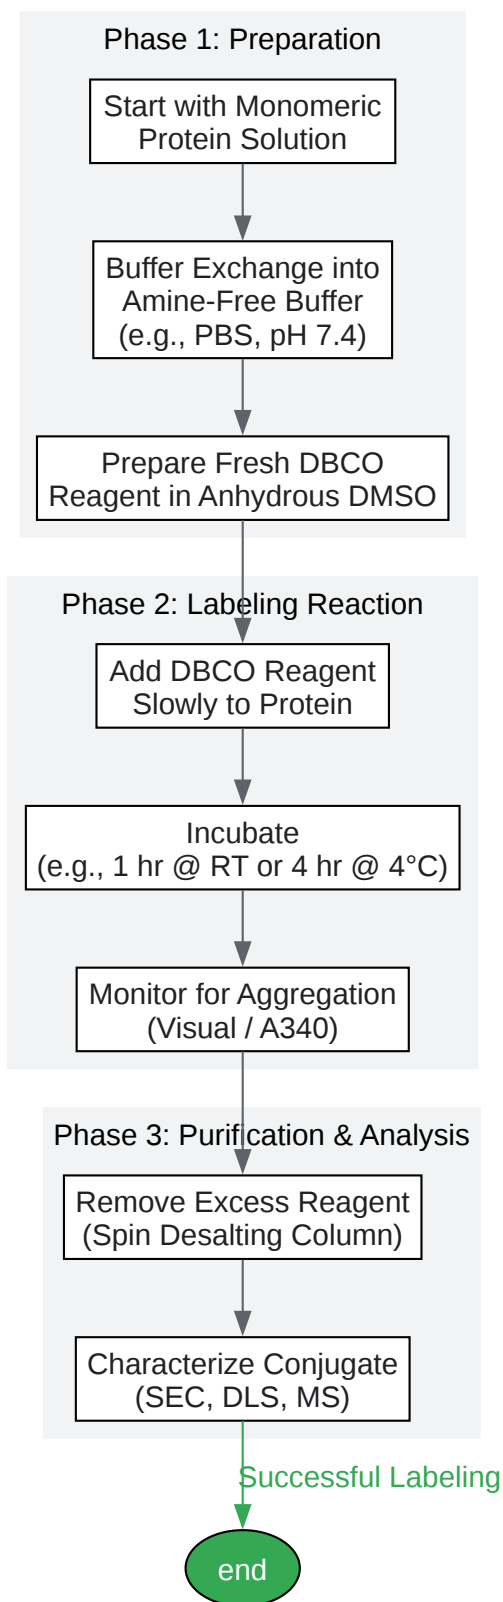 Phase 1: Preparation
Start with Monomeric
Protein Solution
Buffer Exchange into
Amine-Free Buffer
(e.g., PBS, pH 7.4)
Prepare Fresh DBCO
Reagent in Anhydrous DMSO
Phase 2: Labeling Reaction
Add DBCO Reagent
Slowly to Protein
Incubate
(e.g., 1 hr @ RT or 4 hr @ 4°C)
Monitor for Aggregation
(Visual / A340)
Phase 3: Purification & Analysis
Remove Excess Reagent
(Spin Desalting Column)
Characterize Conjugate
(SEC, DLS, MS)
Successful Labeling
end